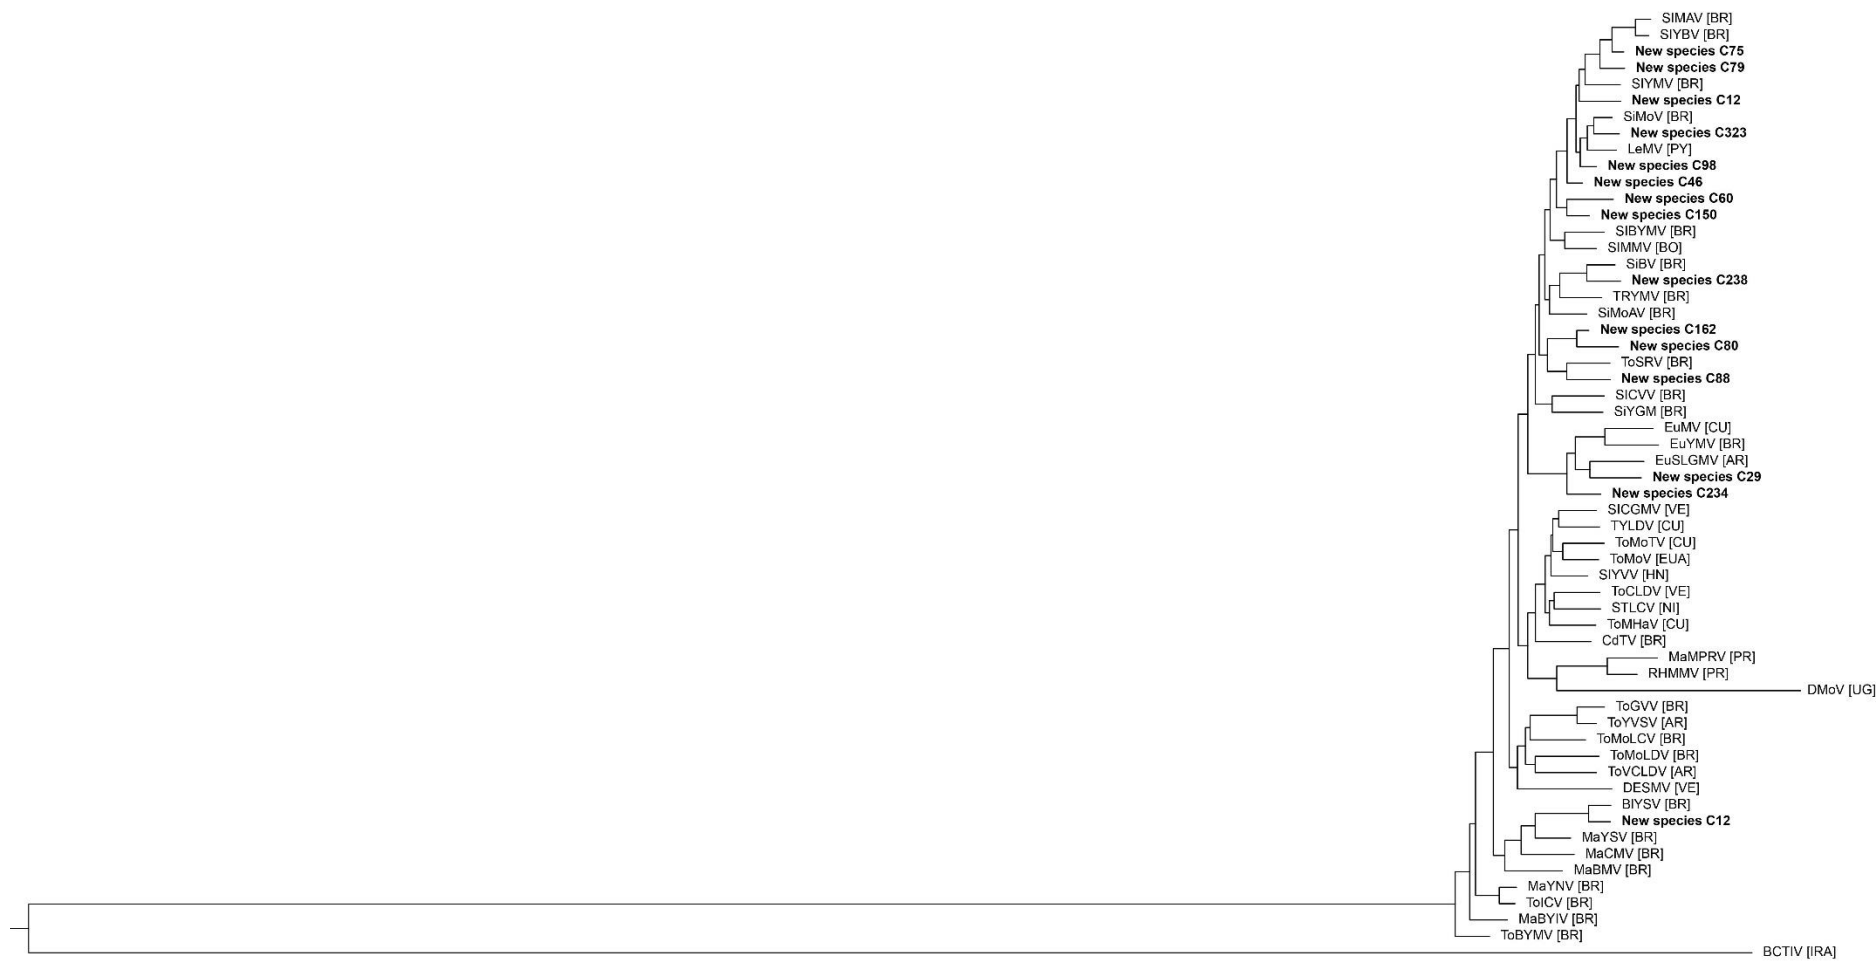 SIMAV [BR]
SIYBV [BR]
New species C75
New species C79
SIYMV [BR]
New species C12
SiMoV [BR]
New species C323
LeMV [PY]
New species C98
New species C46
New species C60
New species C150
SIBYMV [BR]
SIMMV [BO]
SiBV [BR]
New species C238
TRYMV [BR]
SiMoAV [BR]
New species C162
New species C80
ToSRV [BR]
New species C88
SICVV [BR]
SiYGM [BR]
EuMV [CU]
EuYMV [BR]
EuSLGMV [AR]
New species C29
New species C234
SICGMV [VE]
TYLDV [CU]
ToMoTV [CU]
ToMoV [EUA]
SIYVV [HN]
ToCLDV [VE]
STLCV [NI]
ToMHaV [CU]
CdTV [BR]
MaMPRV [PR]
RHMMV [PR]
DMoV [UG]
ToGVV [BR]
ToYVSV [AR]
ToMoLCV [BR]
ToMoLDV [BR]
ToVCLDV [AR]
DESMV [VE]
BIYSV [BR]
New species C12
MaYSV [BR]
MaCMV [BR]
MaBMV [BR]
MaYNV [BR]
ToICV [BR]
MaBYIV [BR]
ToBYMV [BR]
BCTIV [IRA]